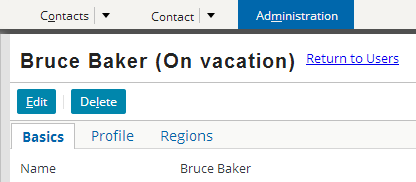 Contacts Contact Administration
Bruce Baker (On vacation) Return to Users
Edit Delete
Basics Profile Regions
Name Bruce Baker